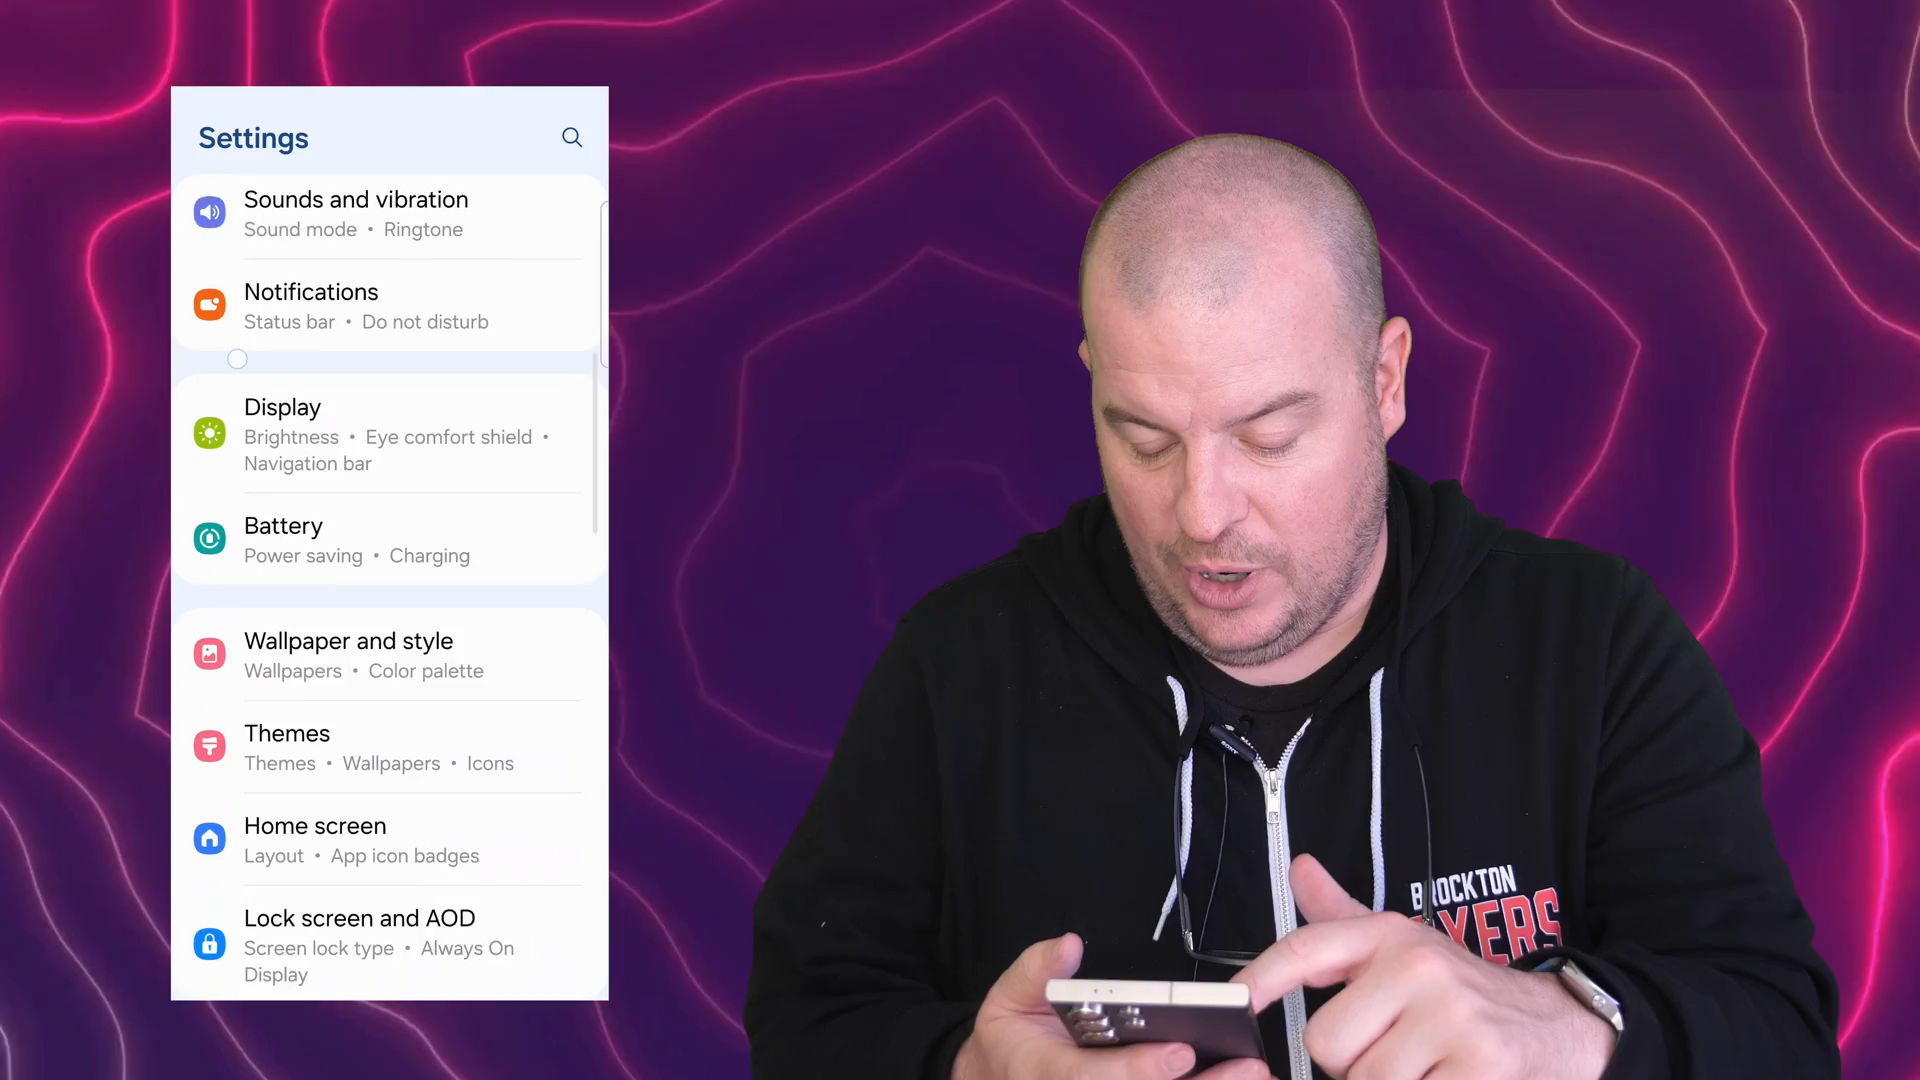 Settings
Sounds and vibration
Sound mode • Ringtone
Notifications
Status bar • Do not disturb
Display
Brightness • Eye comfort shield •
Navigation bar
Battery
Power saving • Charging
Wallpaper and style
Wallpapers • Color palette
Themes
Themes • Wallpapers • Icons
Home screen
Layout • App icon badges
Lock screen and AOD
Screen lock type • Always On
Display
SONY
BROCKTON